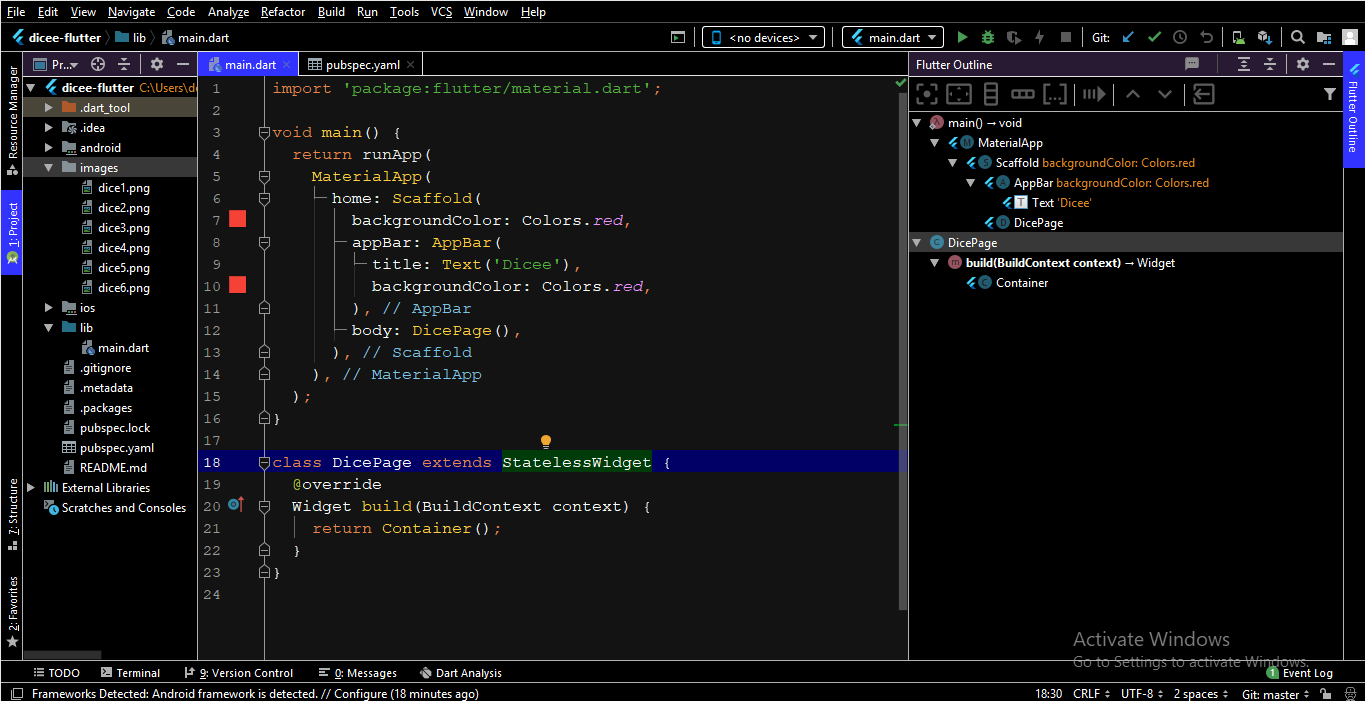 File Edit View Navigate Code Analyze Refactor Build Run Tools VCS Window Help
dicee-flutter lib main.dart <no devices> main.dart Git:
Pr... main.dart pubspec.yaml Flutter Outline
Resource Manager
1: Project
7: Structure
2: Favorites
dicee-flutter C:\Users\de
.dart_tool
.idea
android
images
dice1.png
dice2.png
dice3.png
dice4.png
dice5.png
dice6.png
ios
lib
main.dart
.gitignore
.metadata
.packages
pubspec.lock
pubspec.yaml
README.md
External Libraries
Scratches and Consoles
1 import 'package:flutter/material.dart';
2
3 void main() {
4 return runApp(
5 MaterialApp(
6 home: Scaffold(
7 backgroundColor: Colors.red,
8 appBar: AppBar(
9 title: Text('Dicee'),
10 backgroundColor: Colors.red,
11 ), // AppBar
12 body: DicePage(),
13 ), // Scaffold
14 ), // MaterialApp
15 );
16 }
17
18 class DicePage extends StatelessWidget {
19 @override
20 Widget build(BuildContext context) {
21 return Container();
22 }
23 }
24
main() → void
MaterialApp
Scaffold backgroundColor: Colors.red
AppBar backgroundColor: Colors.red
Text 'Dicee'
DicePage
DicePage
build(BuildContext context) → Widget
Container
Flutter Outline
Activate Windows
Go to Settings to activate Windows.
TODO Terminal 9: Version Control 0: Messages Dart Analysis 1 Event Log
Frameworks Detected: Android framework is detected. // Configure (18 minutes ago) 18:30 CRLF UTF-8 2 spaces Git: master